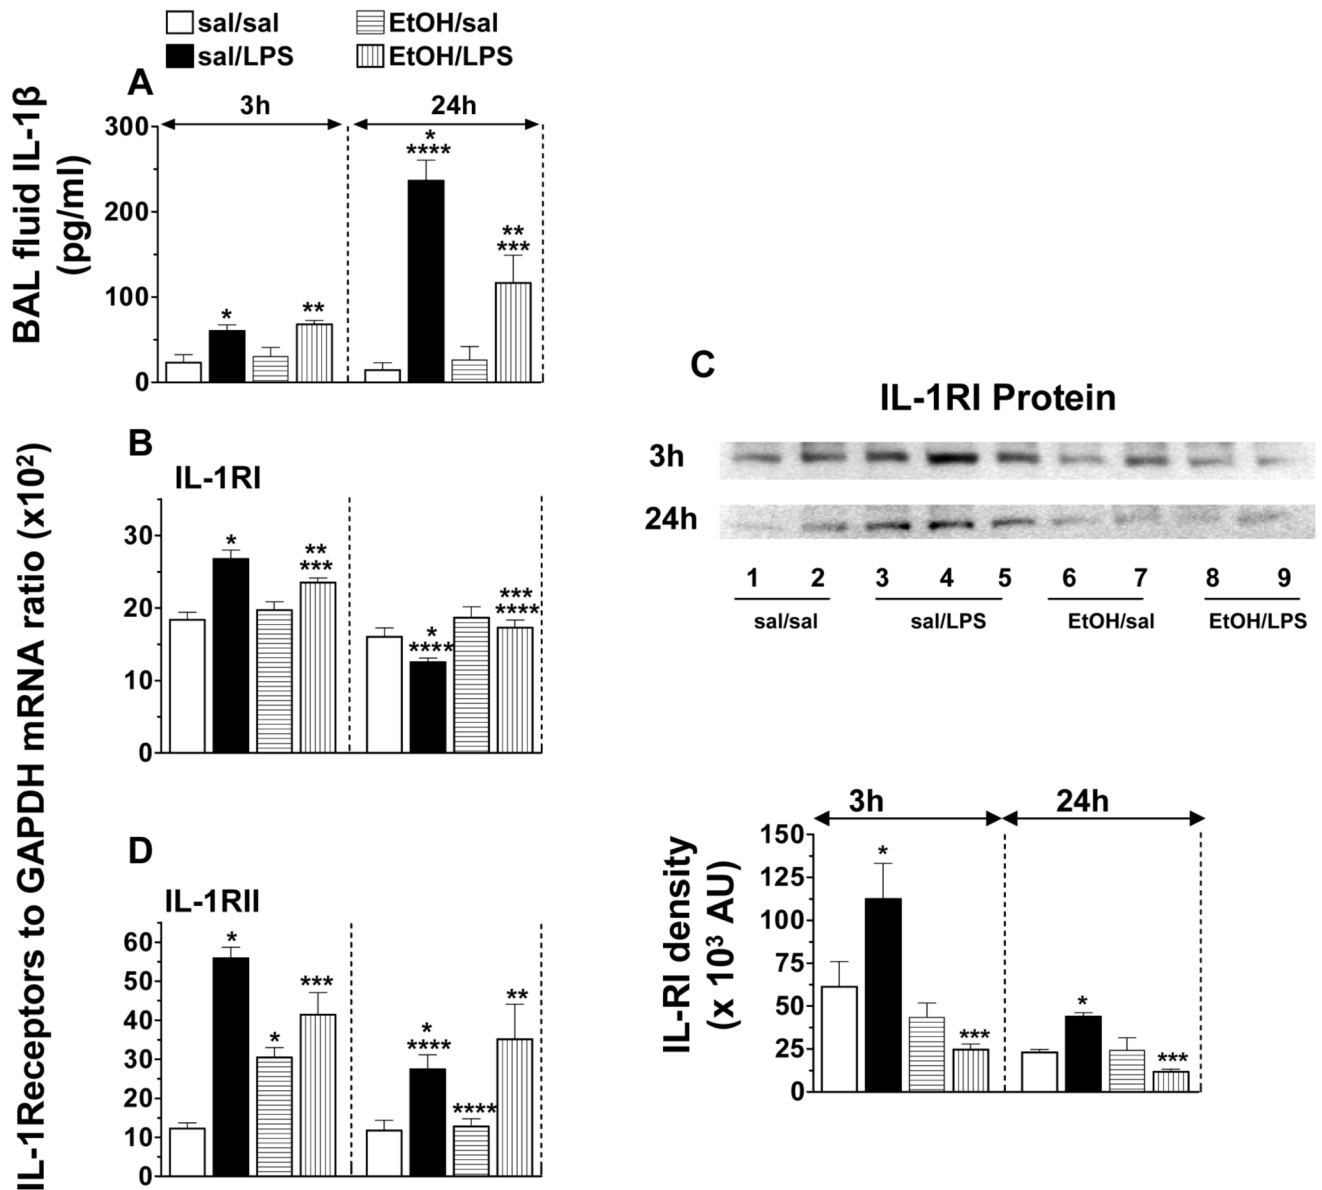 sal/sal
EtOH/sal
sal/LPS
EtOH/LPS
A
3h
24h
BAL fluid IL-1β
(pg/ml)
300
200
100
0
*
**
*
****
**
***
IL-1Receptors to GAPDH mRNA ratio (x10²)
B
IL-1RI
30
20
10
0
*
**
***
*
****
***
****
D
IL-1RII
60
50
40
30
20
10
0
*
*
***
*
****
****
**
C
IL-1RI Protein
3h
24h
1 2 3 4 5 6 7 8 9
sal/sal sal/LPS EtOH/sal EtOH/LPS
3h
24h
IL-RI density
(x 10³ AU)
150
125
100
75
50
25
0
*
***
*
***